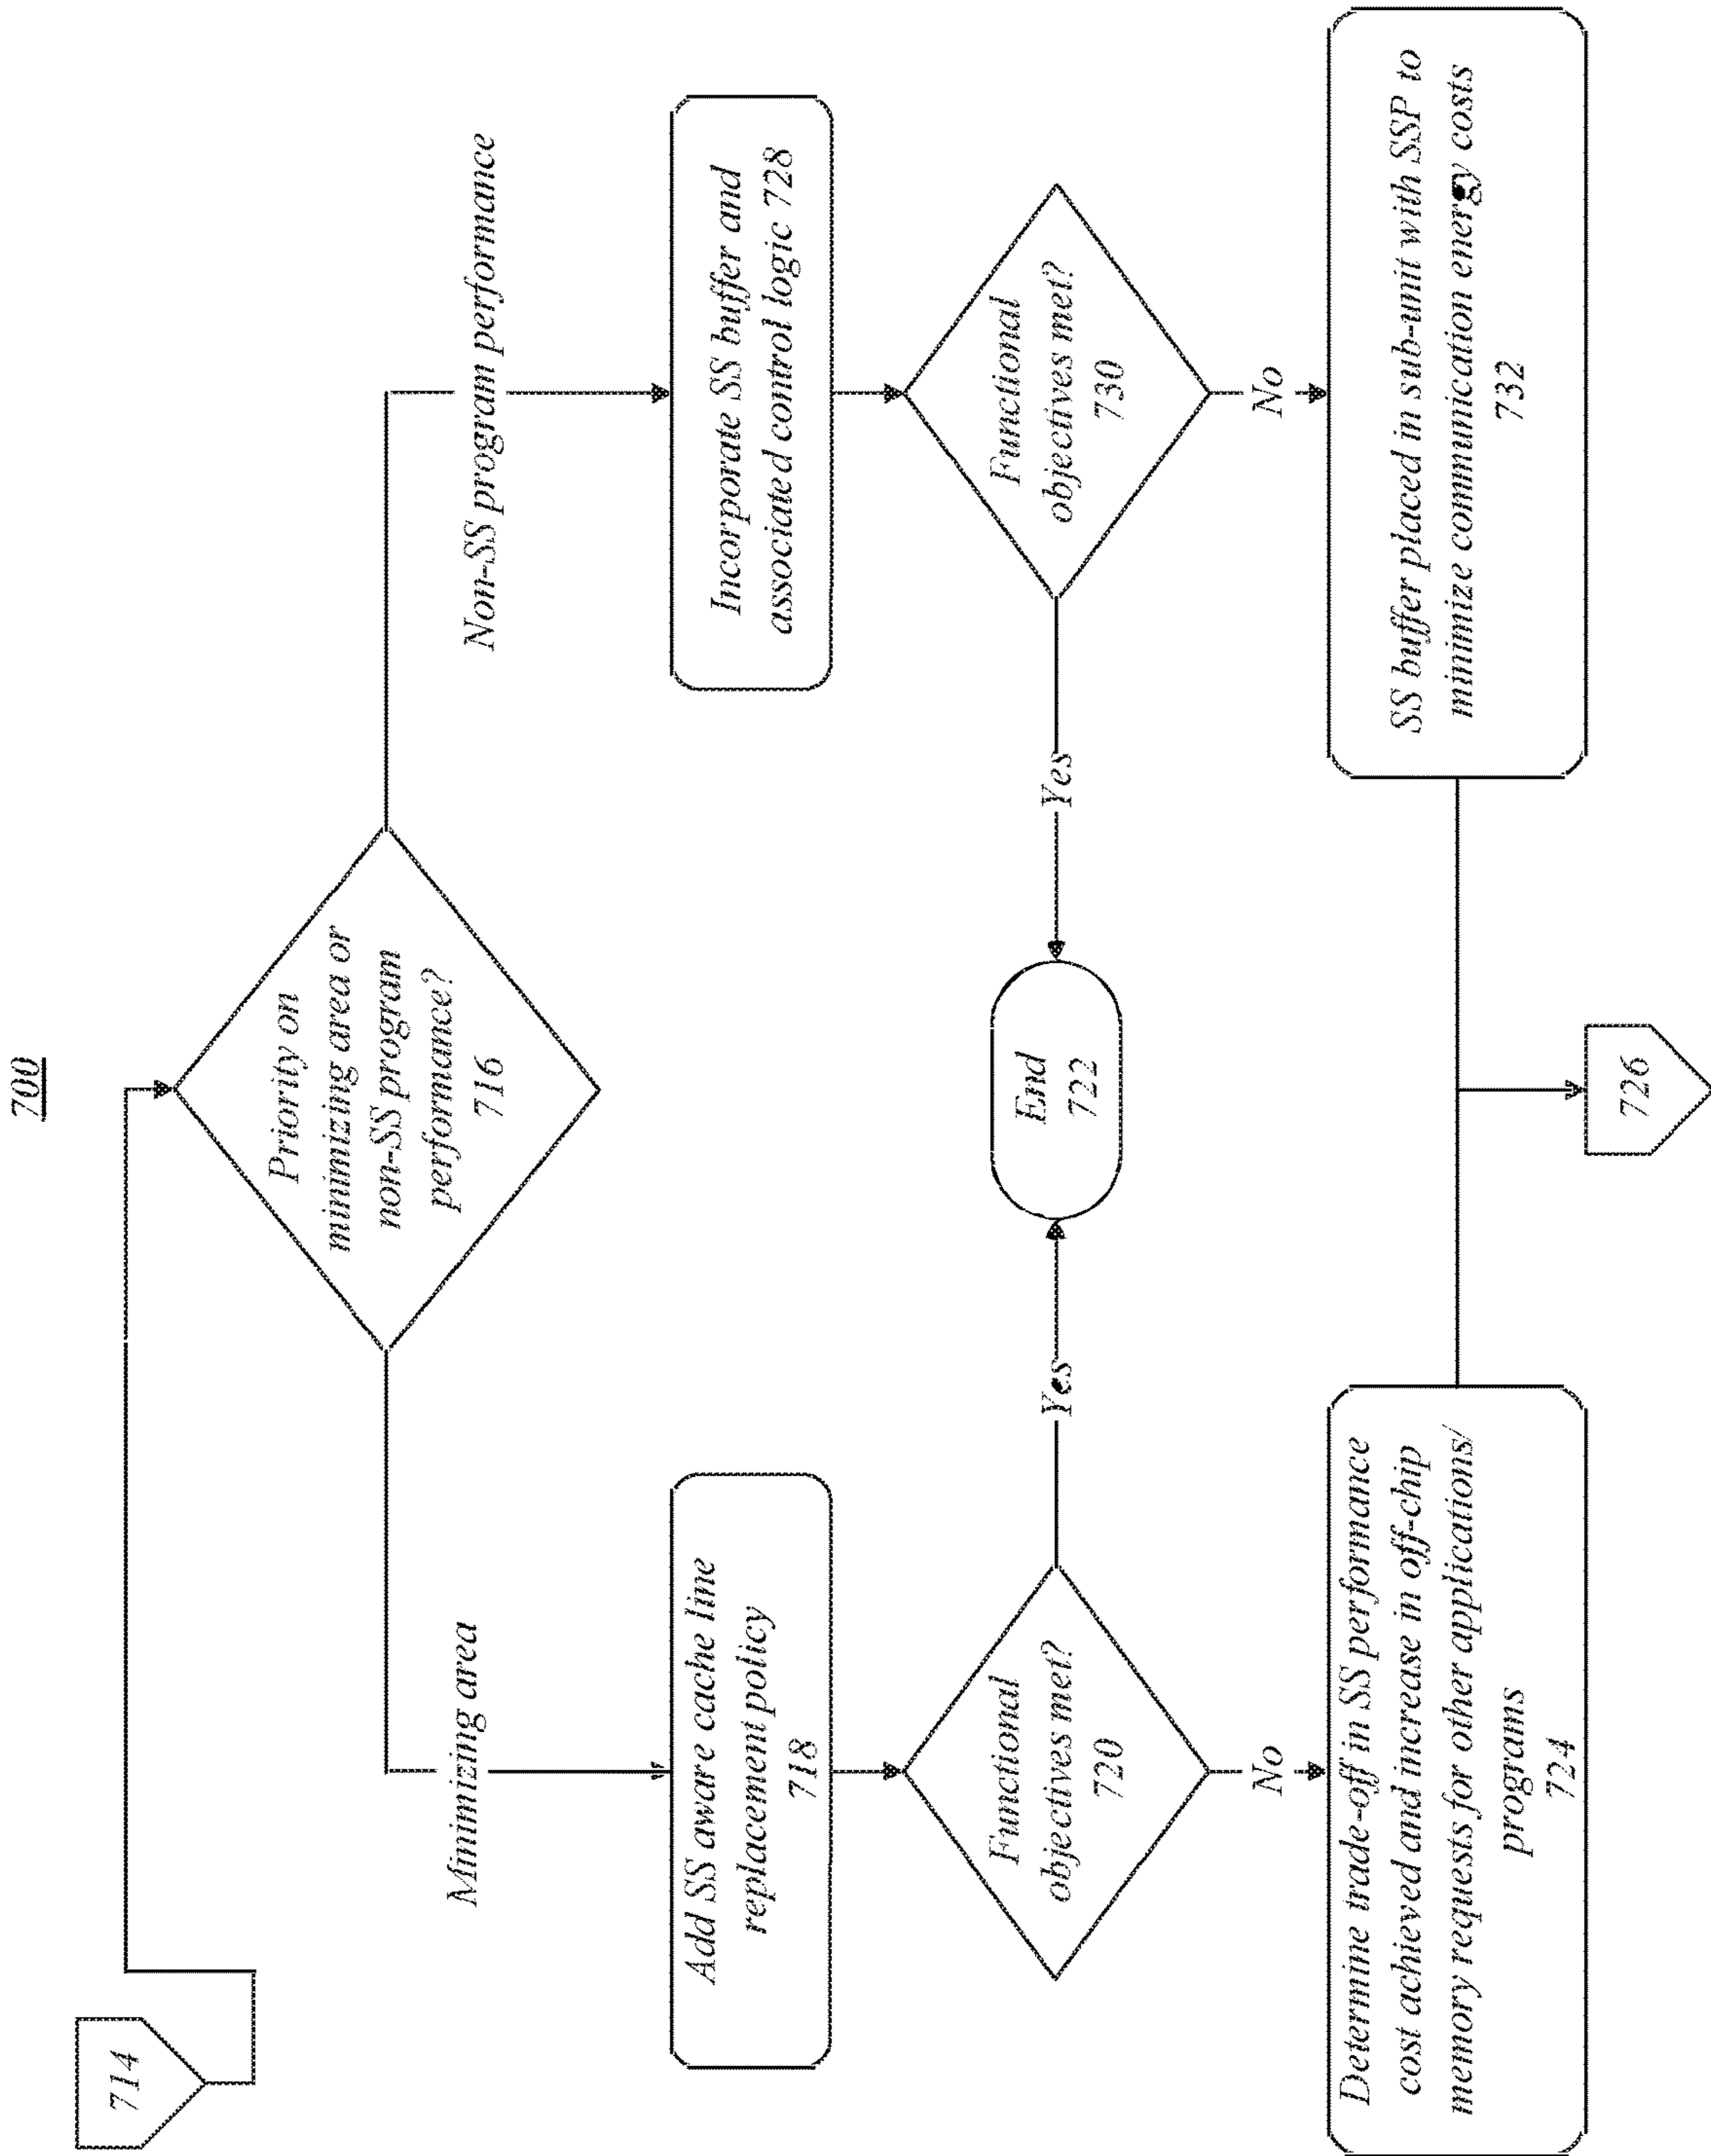 700
714
Priority on
minimizing area or
non-SS program
performance?
716
Minimizing area
Non-SS program performance
Add SS aware cache line
replacement policy
718
Incorporate SS buffer and
associated control logic 728
Functional
objectives met?
720
Yes
End
722
Yes
Functional
objectives met?
730
No
No
Determine trade-off in SS performance
cost achieved and increase in off-chip
memory requests for other applications/
programs
724
SS buffer placed in sub-unit with SSP to
minimize communication energy costs
732
726